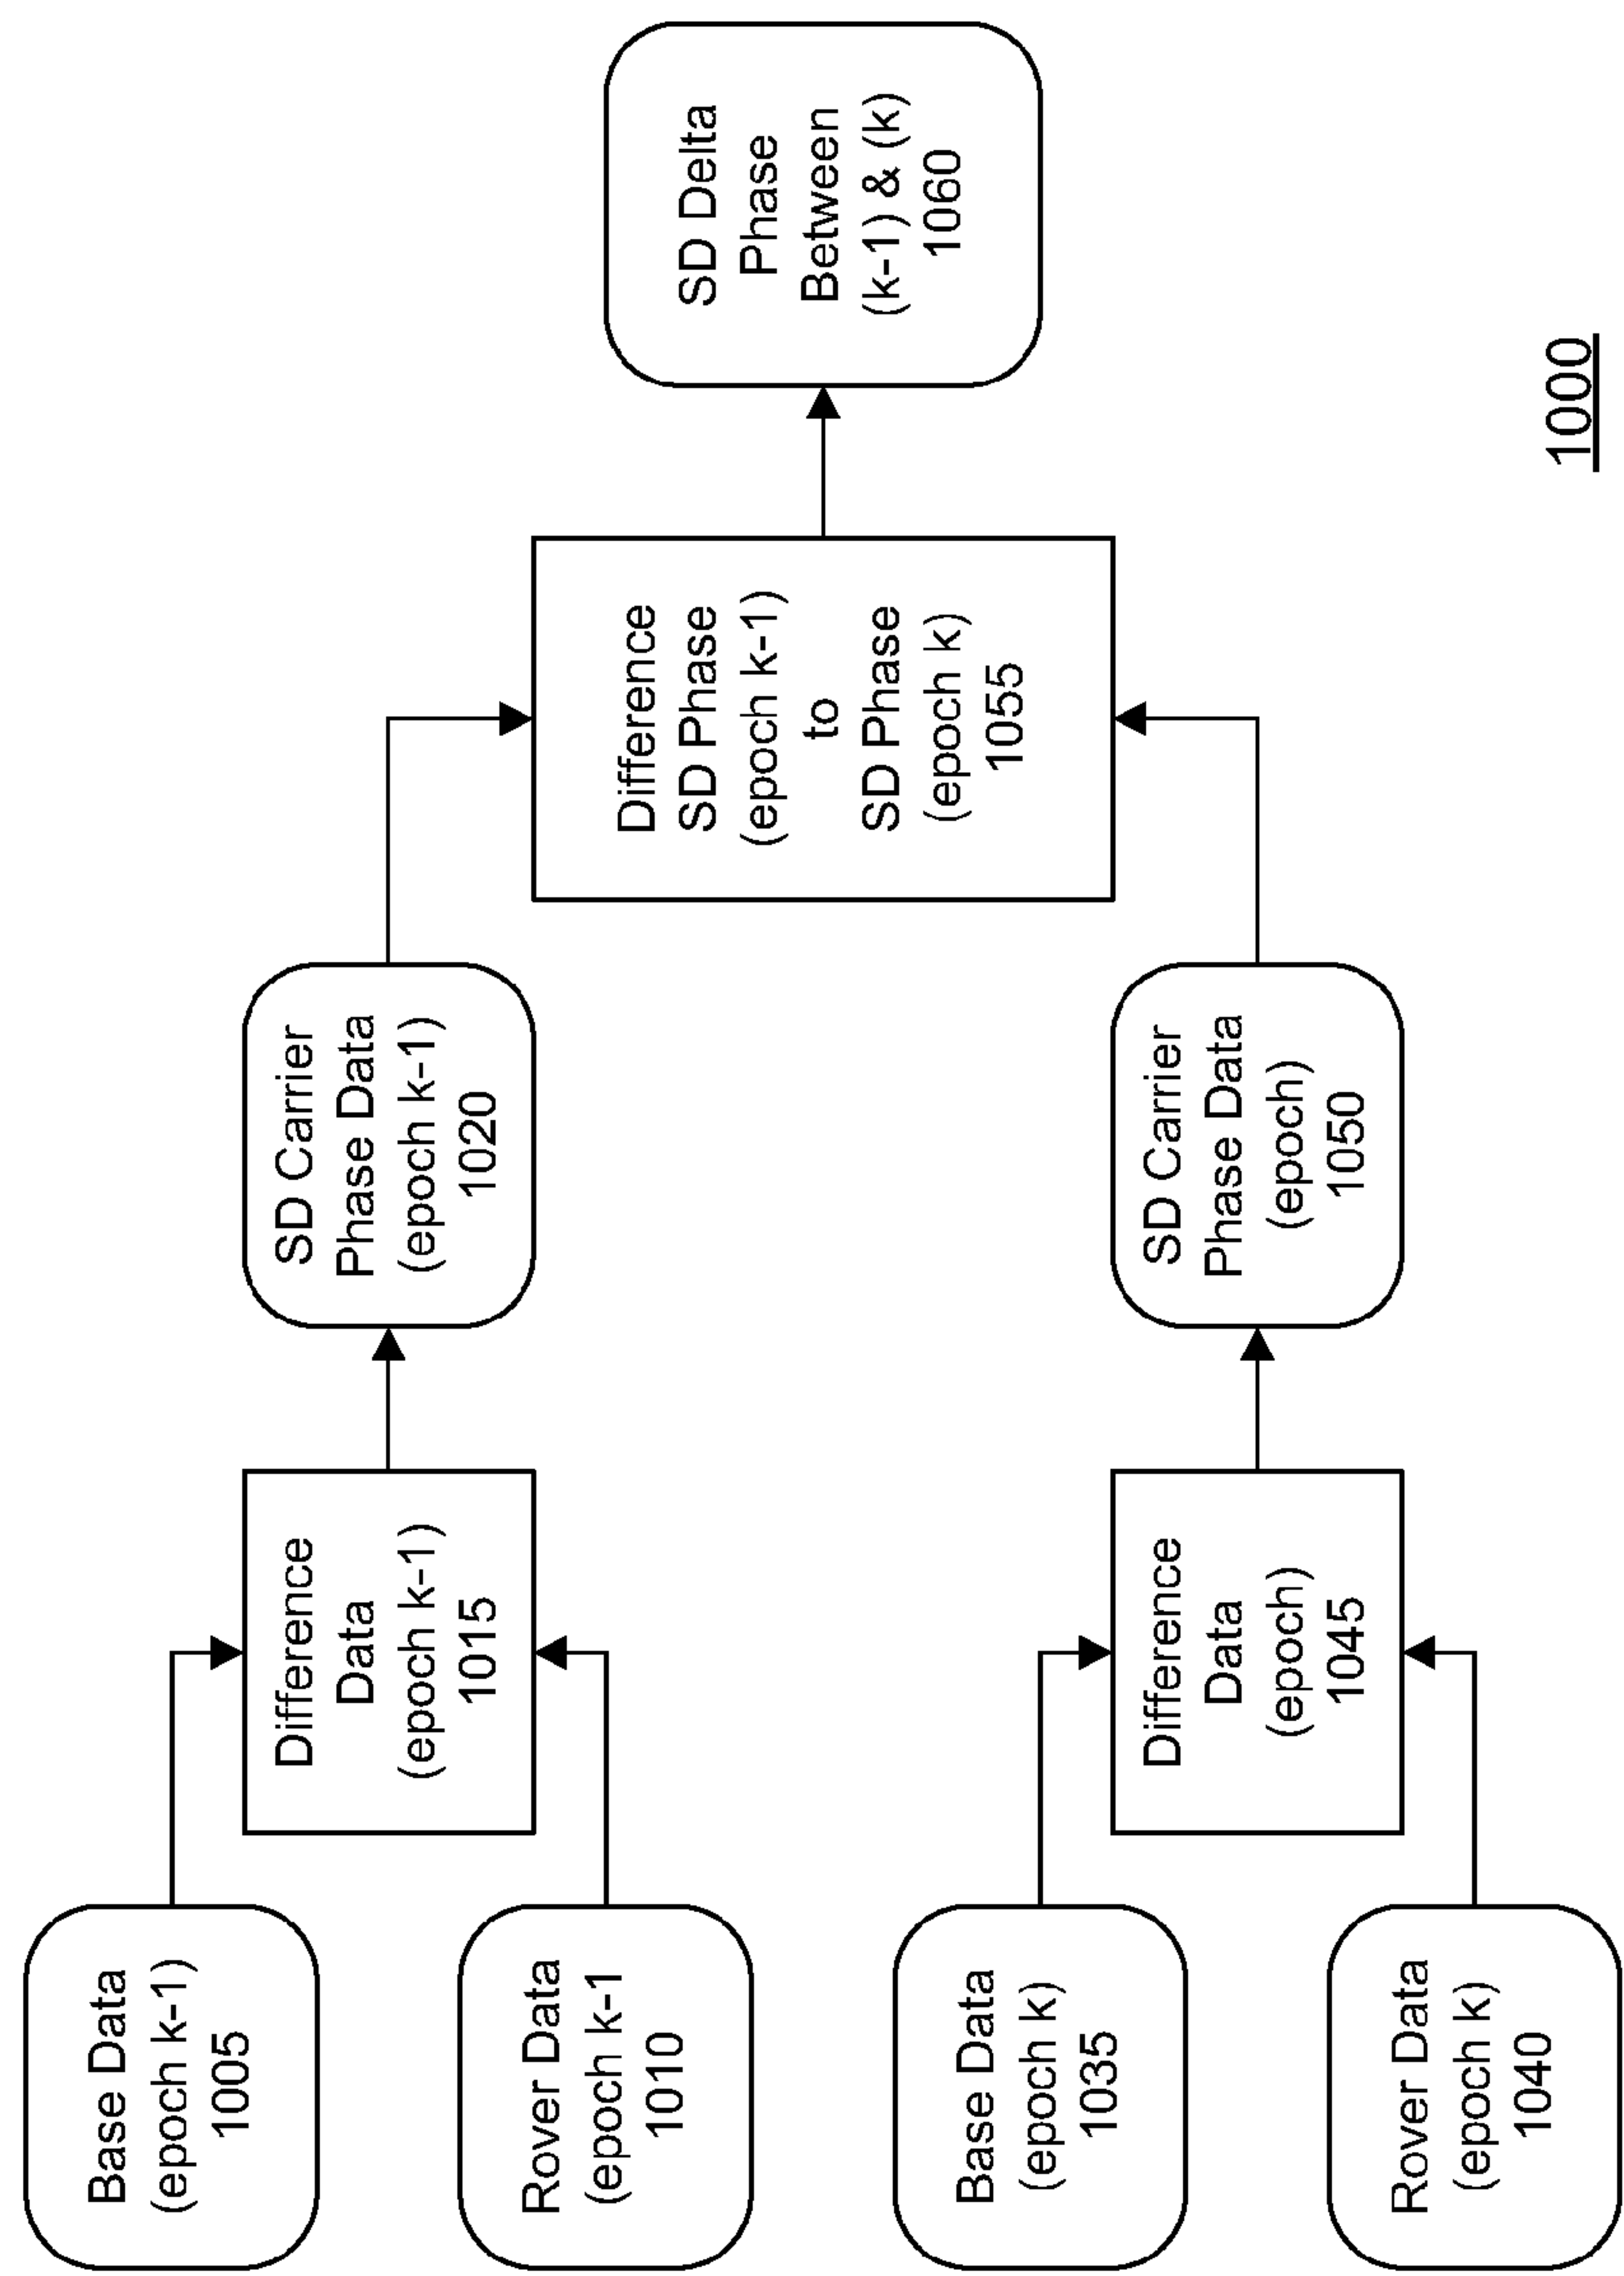 Base Data
(epoch k-1)
1005
Rover Data
(epoch k-1
1010
Difference
Data
(epoch k-1)
1015
SD Carrier
Phase Data
(epoch k-1)
1020
Base Data
(epoch k)
1035
Rover Data
(epoch k)
1040
Difference
Data
(epoch)
1045
SD Carrier
Phase Data
(epoch)
1050
Difference
SD Phase
(epoch k-1)
to
SD Phase
(epoch k)
1055
SD Delta
Phase
Between
(k-1) & (k)
1060
1000